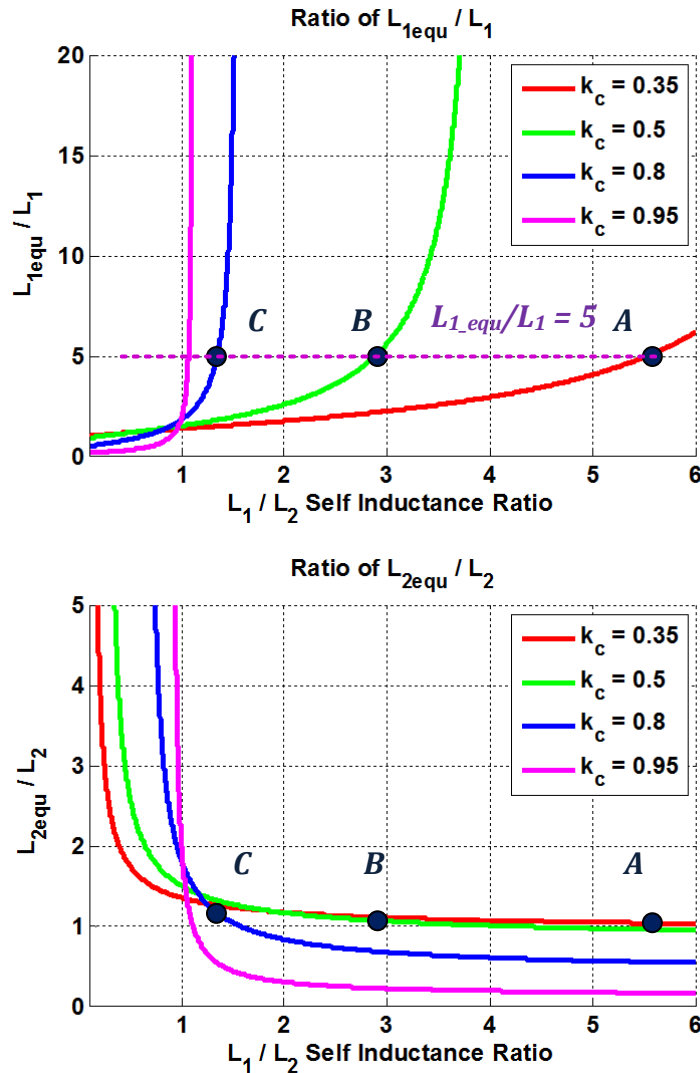 Ratio of L1equ / L1
20
15
10
5
0
L1equ / L1
kc = 0.35
kc = 0.5
kc = 0.8
kc = 0.95
C
B
L1_equ/L1 = 5
A
1
2
3
4
5
6
L1 / L2 Self Inductance Ratio
Ratio of L2equ / L2
5
4
3
2
1
0
L2equ / L2
kc = 0.35
kc = 0.5
kc = 0.8
kc = 0.95
C
B
A
1
2
3
4
5
6
L1 / L2 Self Inductance Ratio